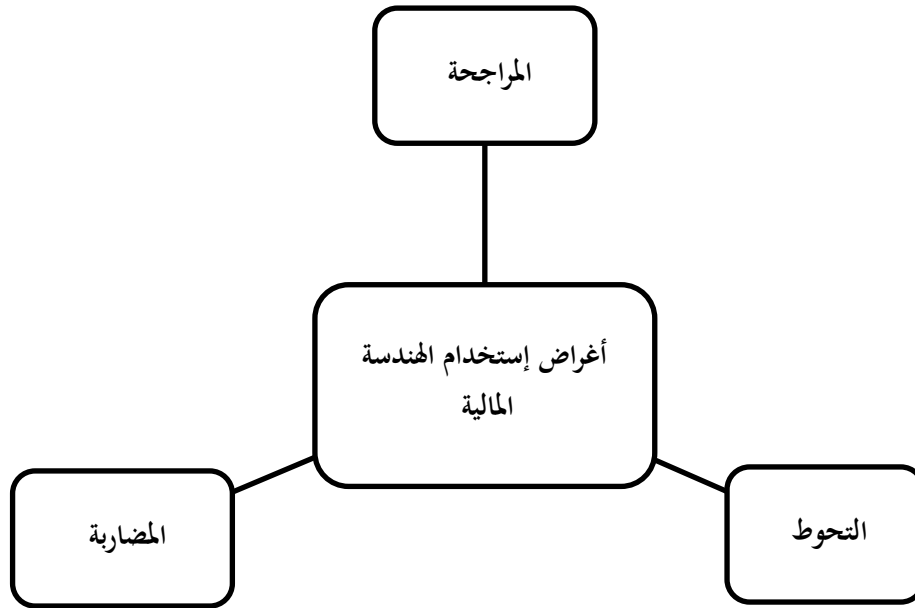 المراجحة
أغراض إستخدام الهندسة
المالية
التحوط
المضاربة